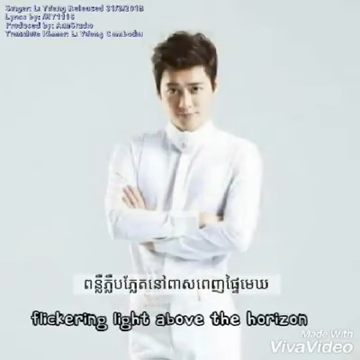 Singer: Li Yifeng Released 31/3/2018
Lyrics by:
Produced by:
Translate Khmer: Li Yifeng Cambodia
ពន្លឺភ្លឹបភ្លែតនៅពាសពេញផ្ទៃមេឃ
flickering light above the horizon
Made With
VivaVideo